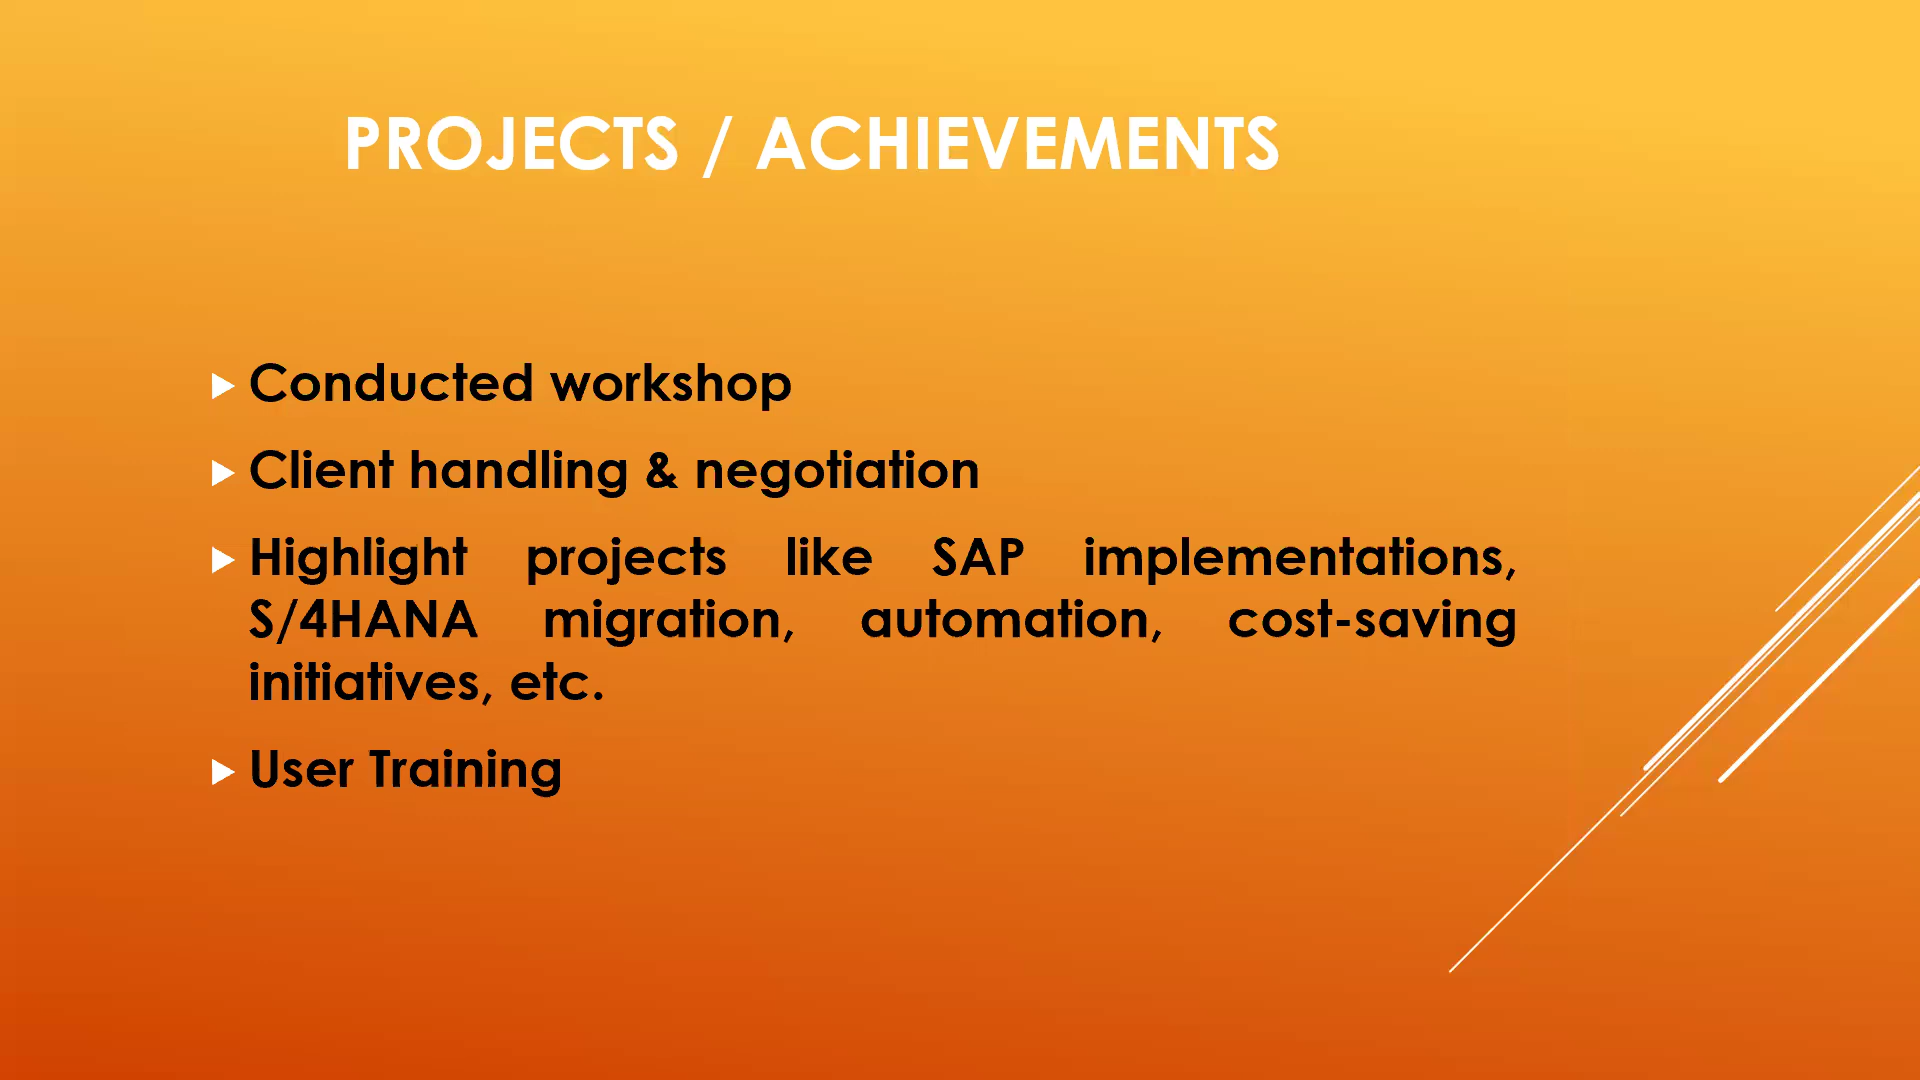 PROJECTS / ACHIEVEMENTS
Conducted workshop
Client handling & negotiation
Highlight projects like SAP implementations,
S/4HANA migration, automation, cost-saving
initiatives, etc.
User Training